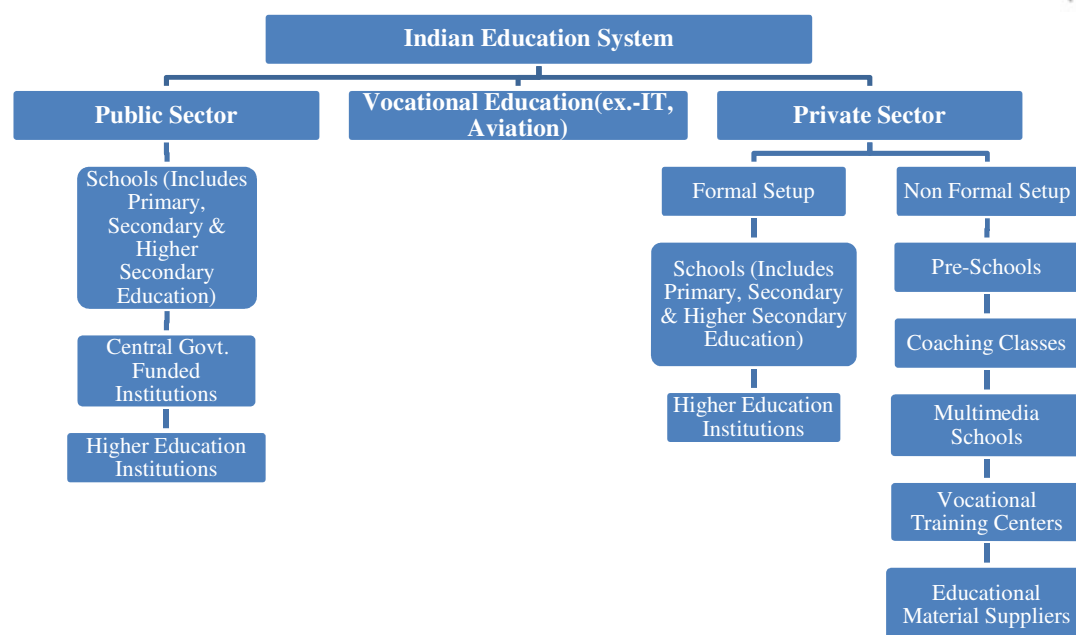 Indian Education System
Public Sector
Vocational Education(ex.-IT,
Aviation)
Private Sector
Schools (Includes
Primary,
Secondary &
Higher
Secondary
Education)
Central Govt.
Funded
Institutions
Higher Education
Institutions
Formal Setup
Schools (Includes
Primary, Secondary
& Higher Secondary
Education)
Higher Education
Institutions
Non Formal Setup
Pre-Schools
Coaching Classes
Multimedia
Schools
Vocational
Training Centers
Educational
Material Suppliers